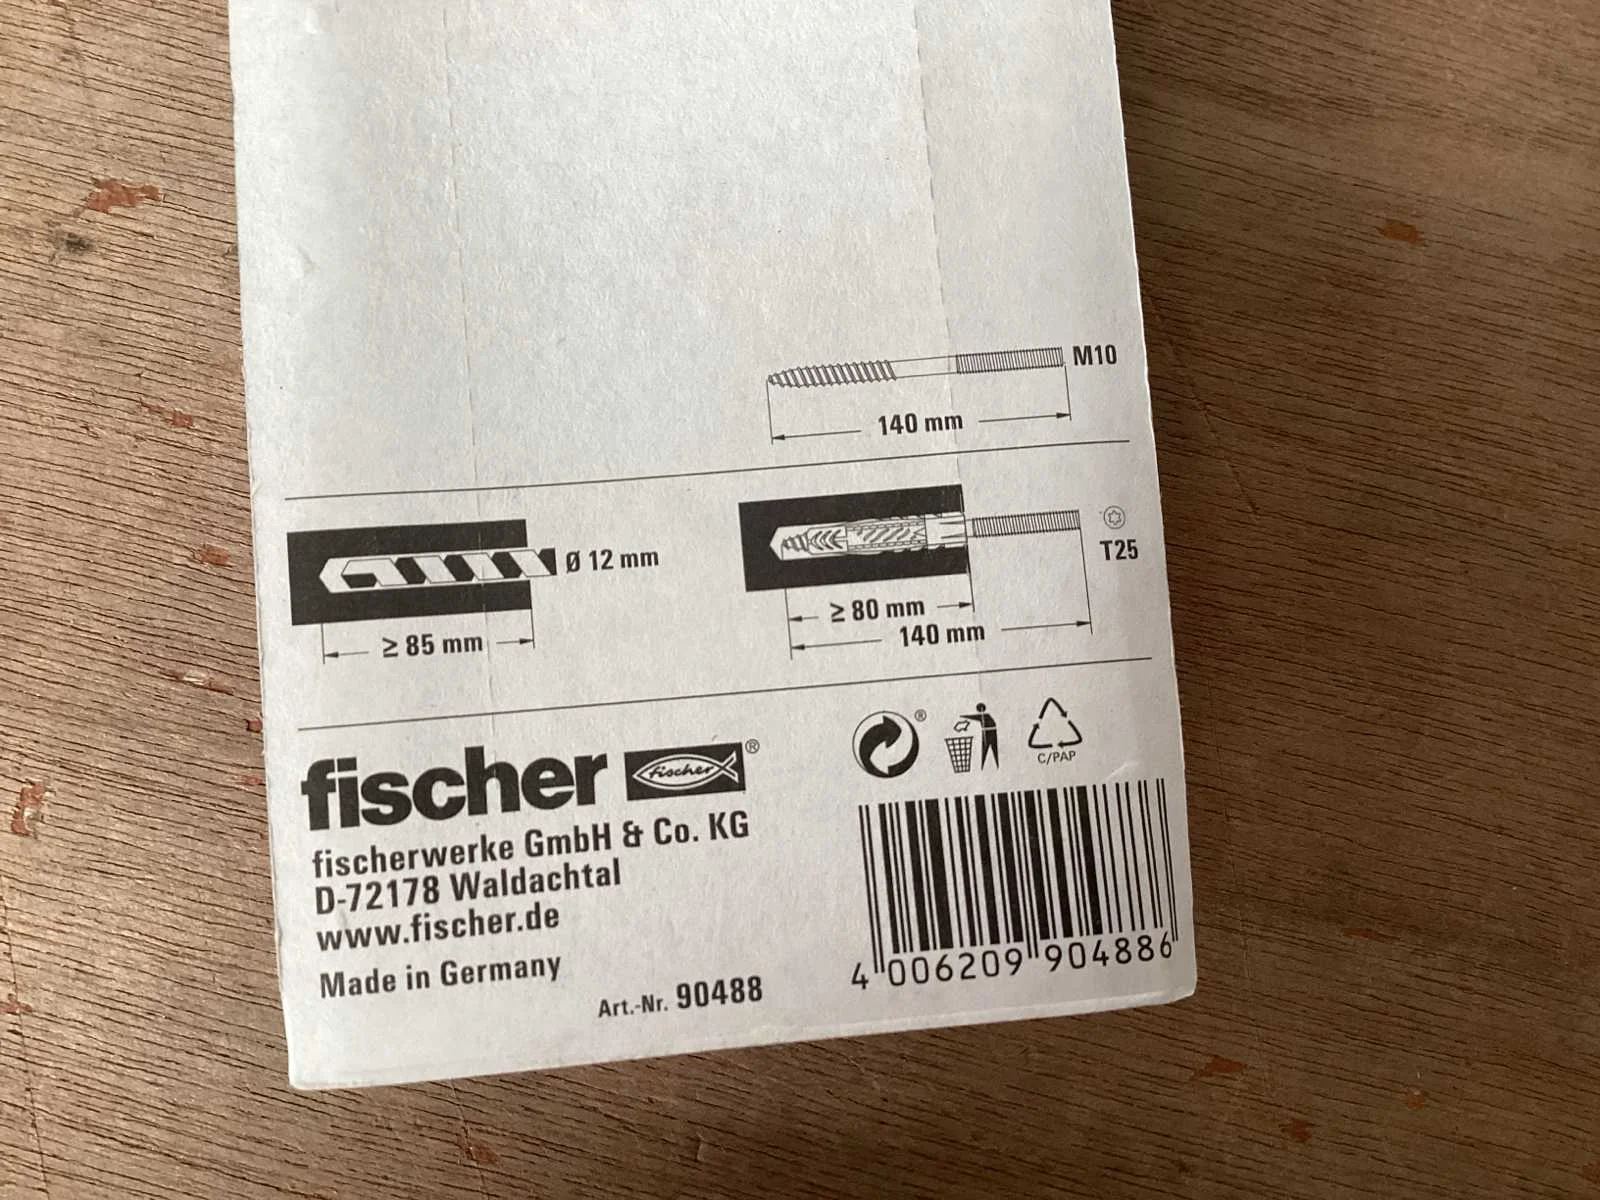 M10
140 mm
Ø 12 mm
≥ 85 mm
T25
≥ 80 mm
140 mm
fischer fischer ®
fischerwerke GmbH & Co. KG
D-72178 Waldachtal
www.fischer.de
Made in Germany
Art.-Nr. 90488
®
C/PAP
4 006209 904886